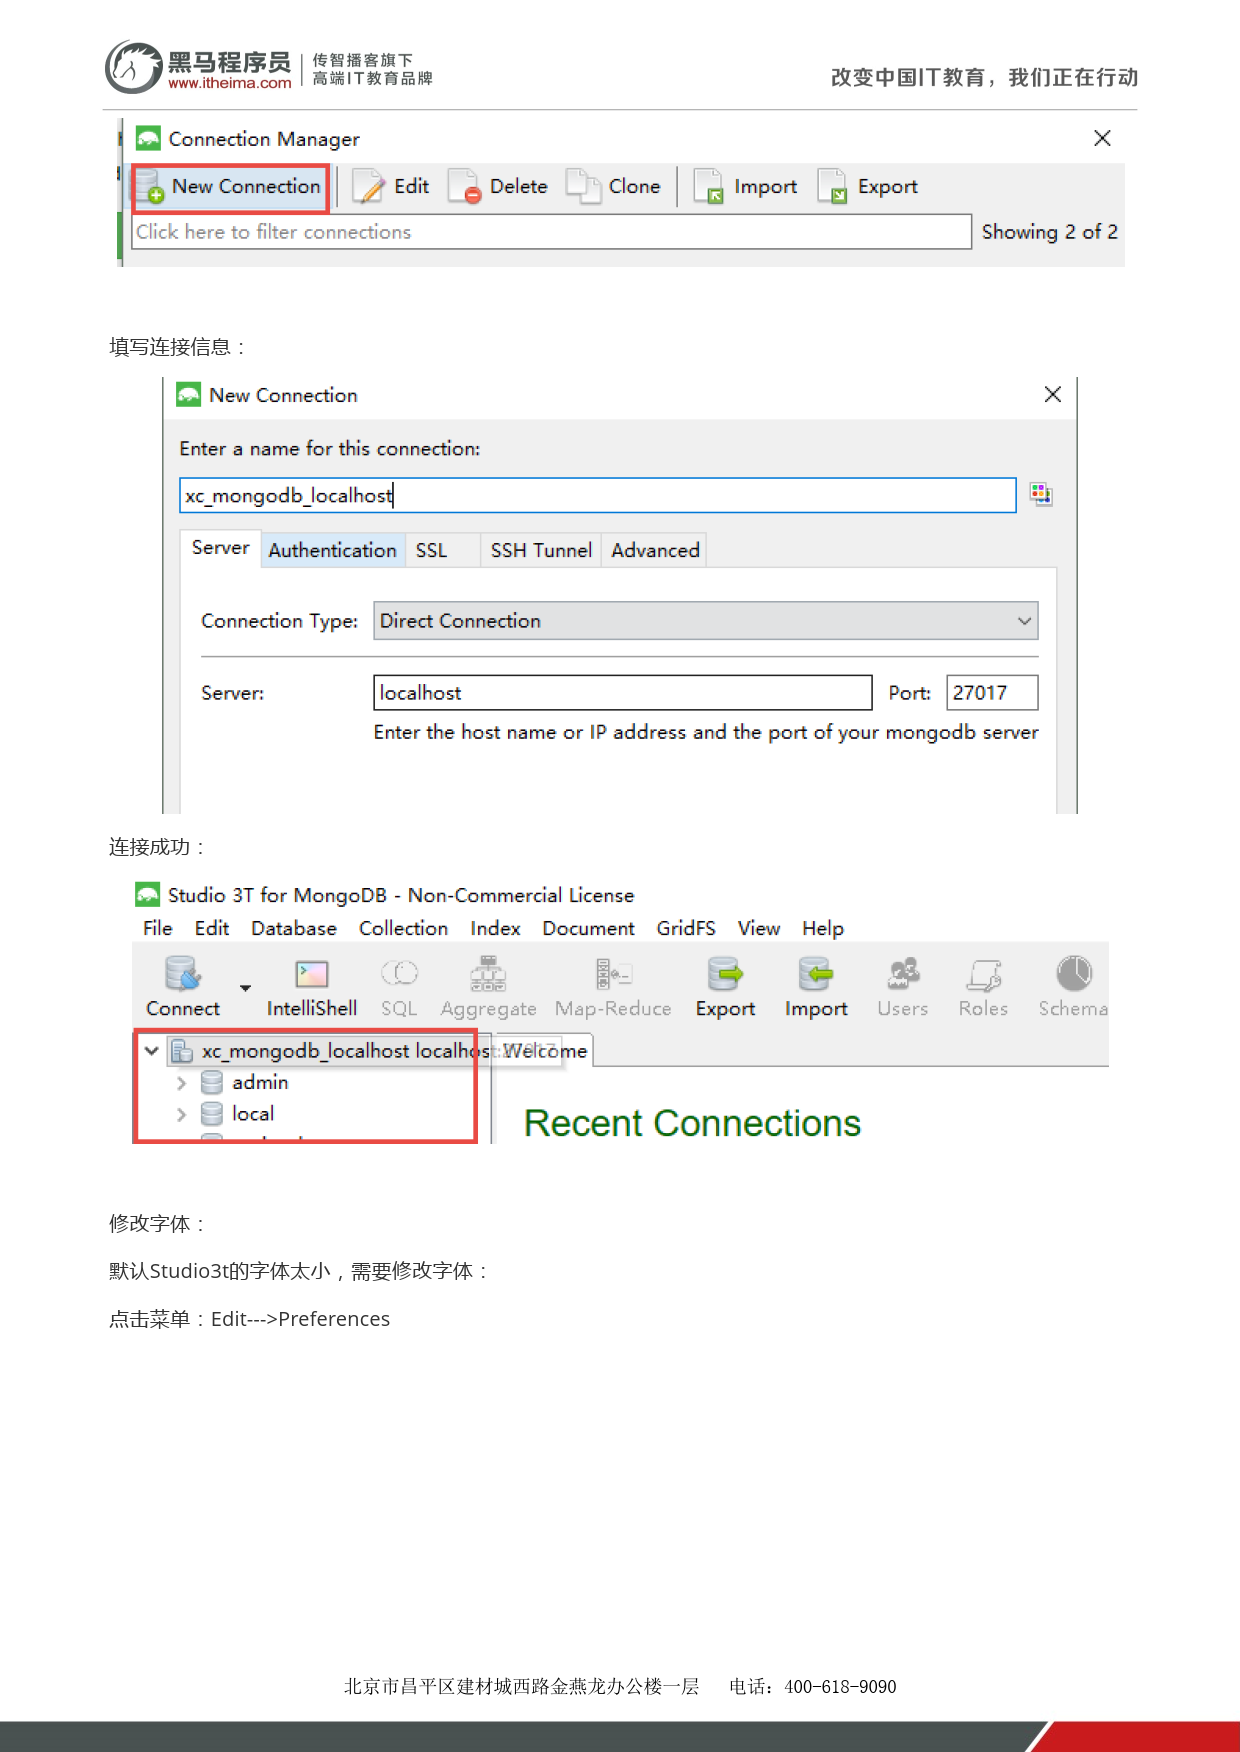 黑马程序员
www.itheima.com
传智播客旗下
高端IT教育品牌
改变中国IT教育，我们正在行动
Connection Manager
New Connection Edit Delete Clone Import Export
Click here to filter connections Showing 2 of 2
填写连接信息：
New Connection
Enter a name for this connection:
xc_mongodb_localhost
Server Authentication SSL SSH Tunnel Advanced
Connection Type: Direct Connection
Server: localhost Port: 27017
Enter the host name or IP address and the port of your mongodb server
连接成功：
Studio 3T for MongoDB - Non-Commercial License
File Edit Database Collection Index Document GridFS View Help
Connect IntelliShell SQL Aggregate Map-Reduce Export Import Users Roles Schema
xc_mongodb_localhost localhost:27017 Welcome
admin
local
Recent Connections
修改字体：
默认Studio3t的字体太小，需要修改字体：
点击菜单：Edit--->Preferences
北京市昌平区建材城西路金燕龙办公楼一层 电话：400-618-9090